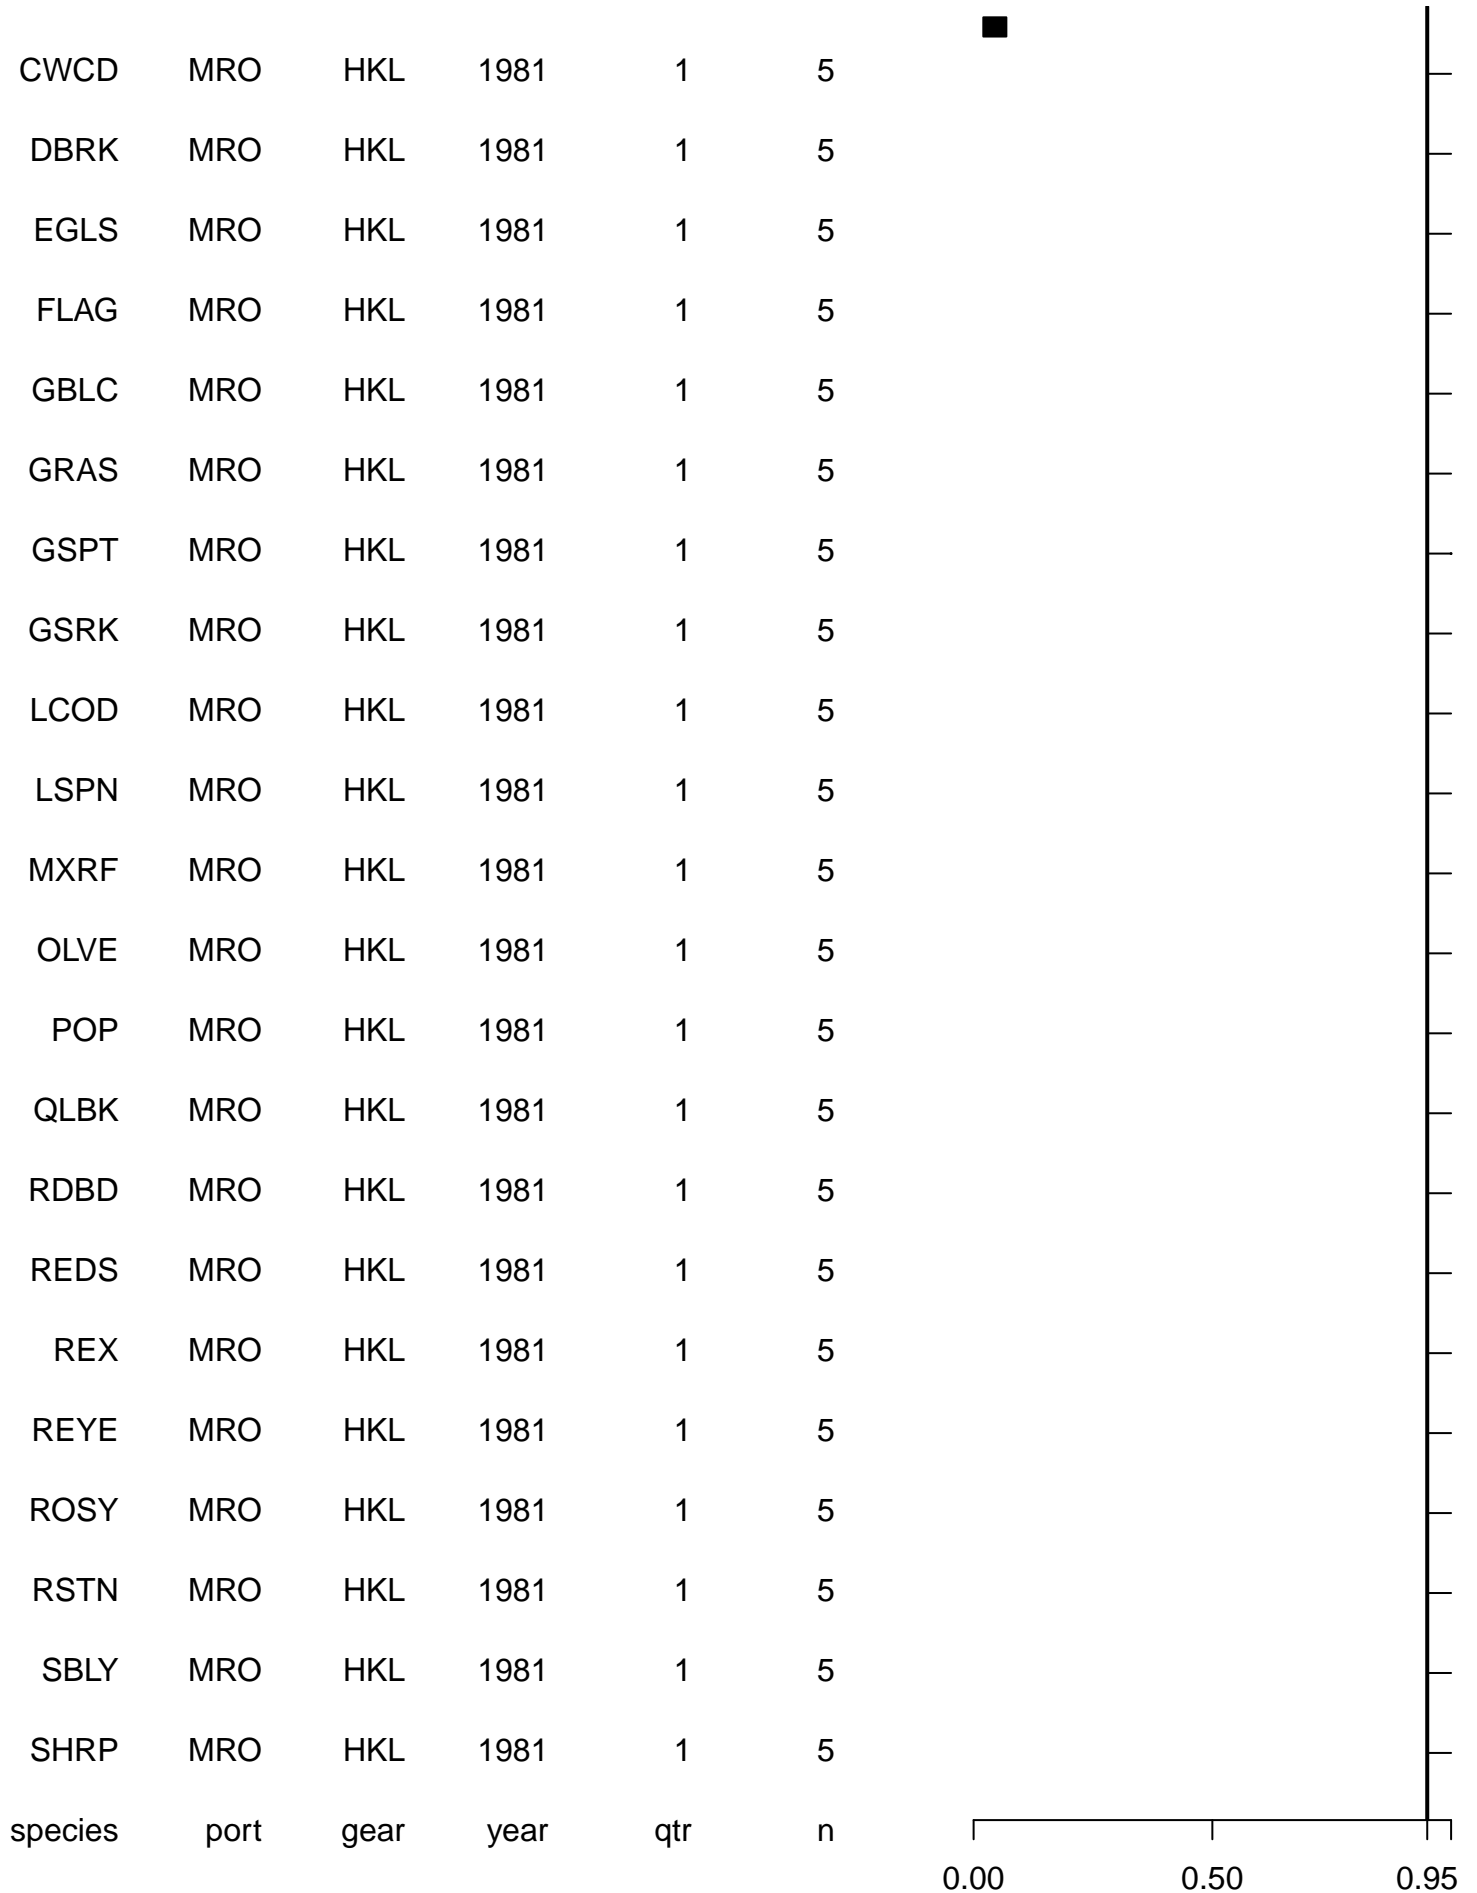 CWCD MRO HKL 1981 1 5
DBRK MRO HKL 1981 1 5
EGLS MRO HKL 1981 1 5
FLAG MRO HKL 1981 1 5
GBLC MRO HKL 1981 1 5
GRAS MRO HKL 1981 1 5
GSPT MRO HKL 1981 1 5
GSRK MRO HKL 1981 1 5
LCOD MRO HKL 1981 1 5
LSPN MRO HKL 1981 1 5
MXRF MRO HKL 1981 1 5
OLVE MRO HKL 1981 1 5
POP MRO HKL 1981 1 5
QLBK MRO HKL 1981 1 5
RDBD MRO HKL 1981 1 5
REDS MRO HKL 1981 1 5
REX MRO HKL 1981 1 5
REYE MRO HKL 1981 1 5
ROSY MRO HKL 1981 1 5
RSTN MRO HKL 1981 1 5
SBLY MRO HKL 1981 1 5
SHRP MRO HKL 1981 1 5
species port gear year qtr n
0.00 0.50 0.95